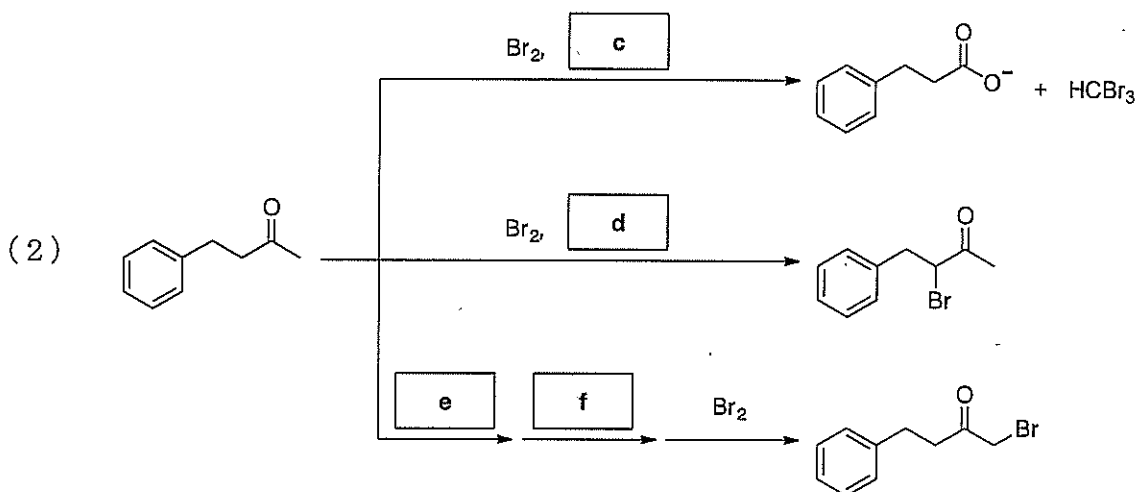 Br₂, c
O
O⁻ + HCBr₃
(2)
O
Br₂, d
O
Br
e f Br₂
O
Br